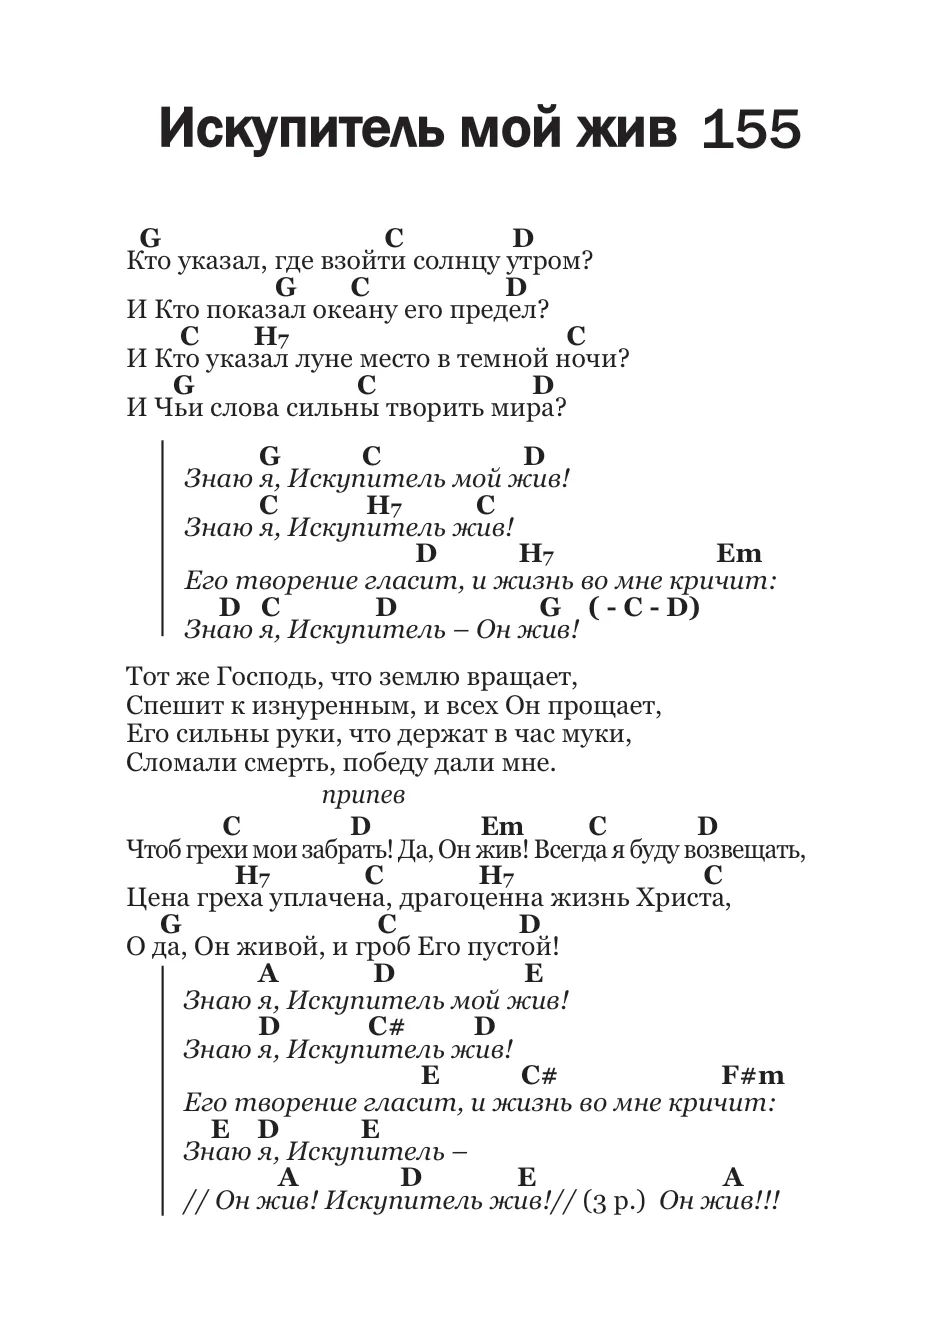 Искупитель мой жив 155
G C D
Кто указал, где взойти солнцу утром?
G C D
И Кто показал океану его предел?
C H7 C
И Кто указал луне место в темной ночи?
G C D
И Чьи слова сильны творить мира?
G C D
Знаю я, Искупитель мой жив!
C H7 C
Знаю я, Искупитель жив!
D H7 Em
Его творение гласит, и жизнь во мне кричит:
D C D G ( - C - D)
Знаю я, Искупитель – Он жив!
Тот же Господь, что землю вращает,
Спешит к изнуренным, и всех Он прощает,
Его сильны руки, что держат в час муки,
Сломали смерть, победу дали мне.
припев
C D Em C D
Чтоб грехи мои забрать! Да, Он жив! Всегда я буду возвещать,
H7 C H7 C
Цена греха уплачена, драгоценна жизнь Христа,
G C D
О да, Он живой, и гроб Его пустой!
A D E
Знаю я, Искупитель мой жив!
D C# D
Знаю я, Искупитель жив!
E C# F#m
Его творение гласит, и жизнь во мне кричит:
E D E
Знаю я, Искупитель –
A D E A
// Он жив! Искупитель жив!// (3 р.) Он жив!!!